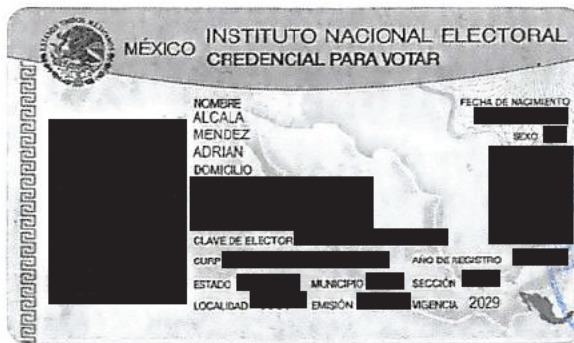 MÉXICO
INSTITUTO NACIONAL ELECTORAL
CREDENCIAL PARA VOTAR
NOMBRE
ALCALA
MENDEZ
ADRIAN
FECHA DE NACIMIENTO
SEXO
DOMICILIO
CLAVE DE ELECTOR
CURP
AÑO DE REGISTRO
ESTADO MUNICIPIO SECCIÓN
LOCALIDAD EMISIÓN VIGENCIA 2029